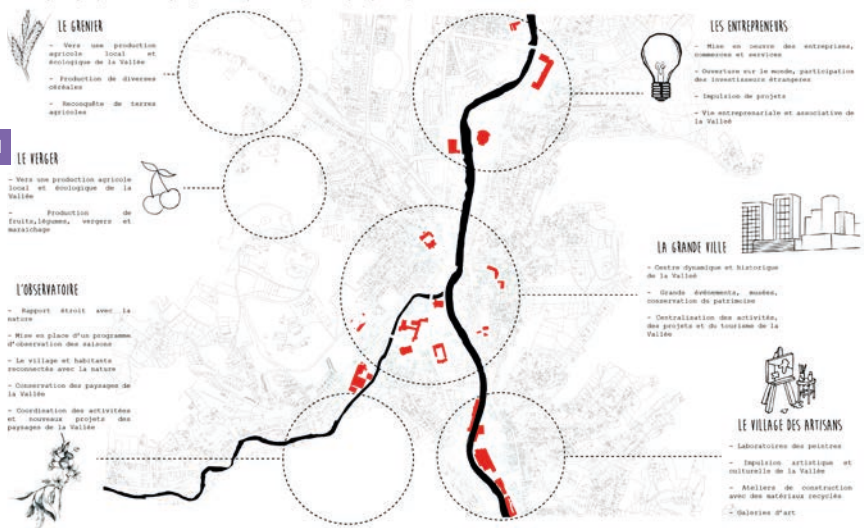 LE GRENIER
- Vers une production
agricole local et
écologique de la Vallée
- Production de diverses
céréales
- Reconquête de terres
agricoles
LE VERGER
- Vers une production agricole
local et écologique de la
Vallée
- Production de
fruits,légumes, vergers et
maraichage
L'OBSERVATOIRE
- Rapport étroit avec la
nature
- Mise en place d'un programme
d'observation des saisons
- Le village et habitants
reconnectés avec la nature
- Conservation des paysages de
la Vallée
- Coordination des activitées
et nouveaux projets des
paysages de la Vallée
LES ENTREPRENEURS
- Mise en oeuvre des entreprises,
commerces et services
- Ouverture sur le monde, participation
des investisseurs étrangeres
- Impulsion de projets
- Vie entreprenariale et associative de
la Valleé
LA GRANDE VILLE
- Centre dynamique et historique
de la Valleé
- Grands événements, musées,
conservation du patrimoine
- Centralisation des activités,
des projets et du tourisme de la
Vallée
LE VILLAGE DES ARTISANS
- Laboratoires des peintres
- Impulsion artistique et
culturelle de la Vallée
- Ateliers de construction
avec des matériaux recyclés
- Galeries d'art